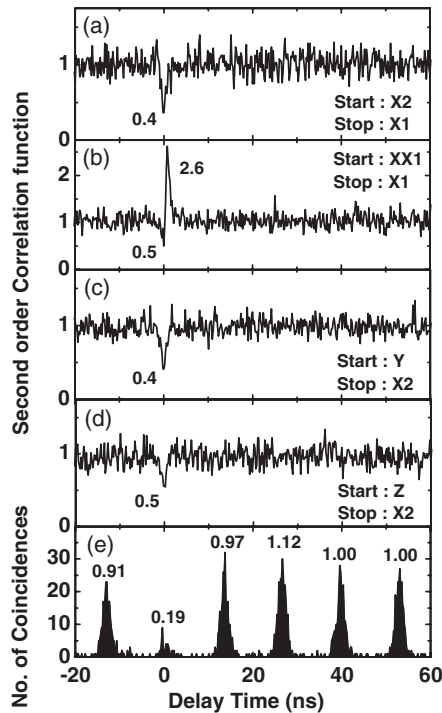 Second order Correlation function
No. of Coincidences
(a)
1
0
0.4
Start : X2
Stop : X1
(b)
2
1
0
2.6
0.5
Start : XX1
Stop : X1
(c)
1
0
0.4
Start : Y
Stop : X2
(d)
1
0
0.5
Start : Z
Stop : X2
(e)
30
20
10
0
0.91
0.19
0.97
1.12
1.00
1.00
-20 0 20 40 60
Delay Time (ns)